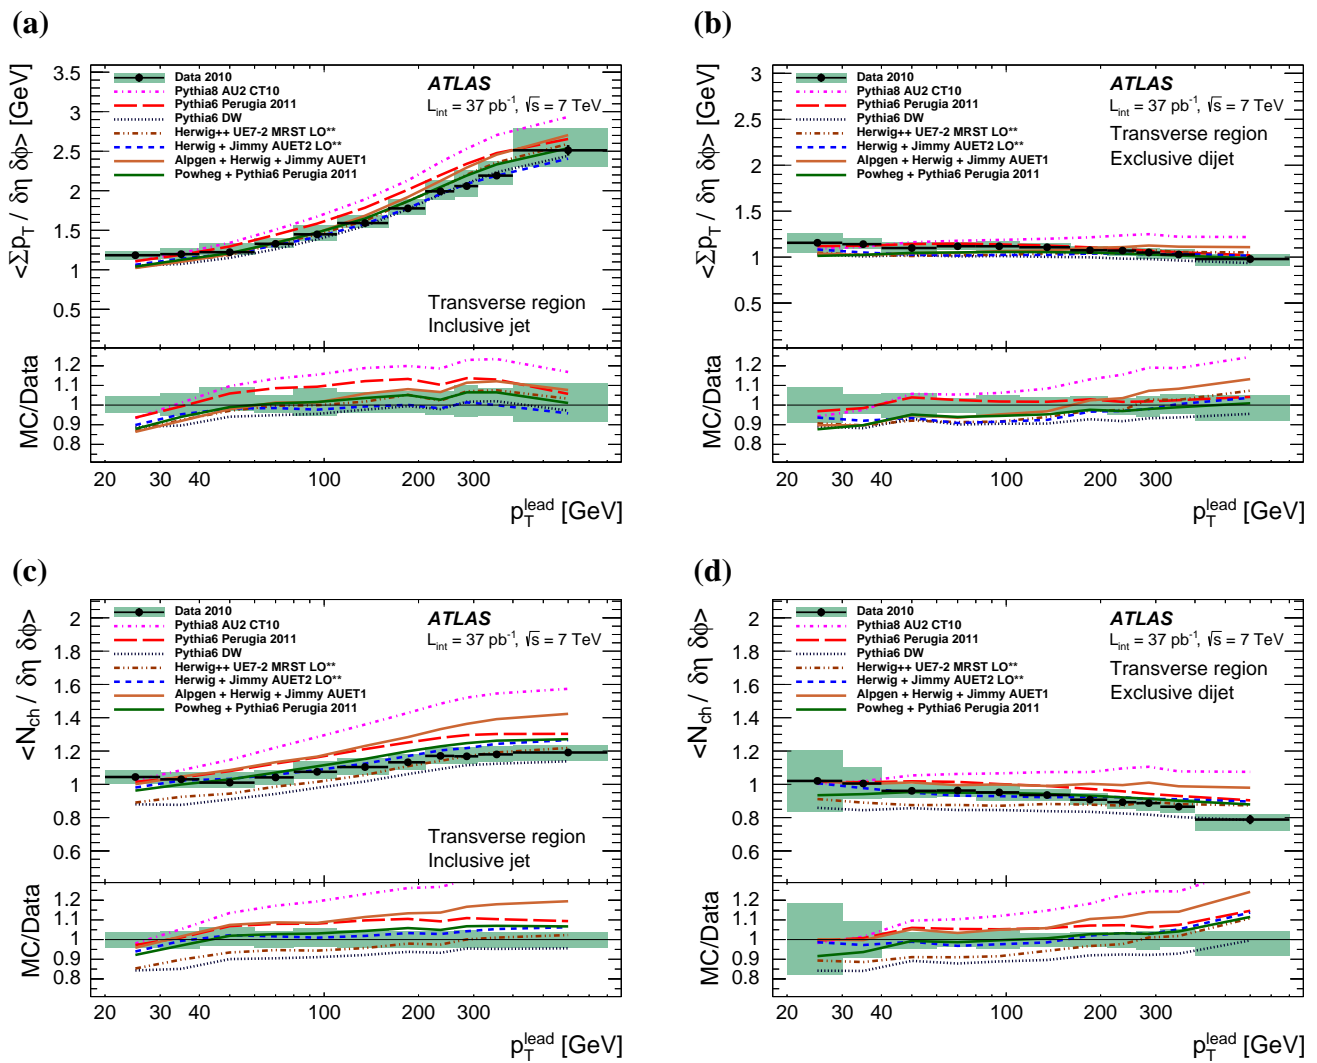 (a)
<Σp_T / δη δϕ> [GeV]
3.5
3
2.5
2
1.5
1
0.5
Data 2010
Pythia8 AU2 CT10
Pythia6 Perugia 2011
Pythia6 DW
Herwig++ UE7-2 MRST LO**
Herwig + Jimmy AUET2 LO**
Alpgen + Herwig + Jimmy AUET1
Powheg + Pythia6 Perugia 2011
ATLAS
L_int = 37 pb⁻¹, √s = 7 TeV
Transverse region
Inclusive jet
MC/Data
1.2
1.1
1
0.9
0.8
20 30 40 100 200 300
p_T^lead [GeV]
(b)
<Σp_T / δη δϕ> [GeV]
3
2.5
2
1.5
1
0.5
Data 2010
Pythia8 AU2 CT10
Pythia6 Perugia 2011
Pythia6 DW
Herwig++ UE7-2 MRST LO**
Herwig + Jimmy AUET2 LO**
Alpgen + Herwig + Jimmy AUET1
Powheg + Pythia6 Perugia 2011
ATLAS
L_int = 37 pb⁻¹, √s = 7 TeV
Transverse region
Exclusive dijet
MC/Data
1.2
1.1
1
0.9
0.8
20 30 40 100 200 300
p_T^lead [GeV]
(c)
<N_ch / δη δϕ>
2
1.8
1.6
1.4
1.2
1
0.8
0.6
Data 2010
Pythia8 AU2 CT10
Pythia6 Perugia 2011
Pythia6 DW
Herwig++ UE7-2 MRST LO**
Herwig + Jimmy AUET2 LO**
Alpgen + Herwig + Jimmy AUET1
Powheg + Pythia6 Perugia 2011
ATLAS
L_int = 37 pb⁻¹, √s = 7 TeV
Transverse region
Inclusive jet
MC/Data
1.2
1.1
1
0.9
0.8
20 30 40 100 200 300
p_T^lead [GeV]
(d)
<N_ch / δη δϕ>
2
1.8
1.6
1.4
1.2
1
0.8
0.6
Data 2010
Pythia8 AU2 CT10
Pythia6 Perugia 2011
Pythia6 DW
Herwig++ UE7-2 MRST LO**
Herwig + Jimmy AUET2 LO**
Alpgen + Herwig + Jimmy AUET1
Powheg + Pythia6 Perugia 2011
ATLAS
L_int = 37 pb⁻¹, √s = 7 TeV
Transverse region
Exclusive dijet
MC/Data
1.2
1.1
1
0.9
0.8
20 30 40 100 200 300
p_T^lead [GeV]